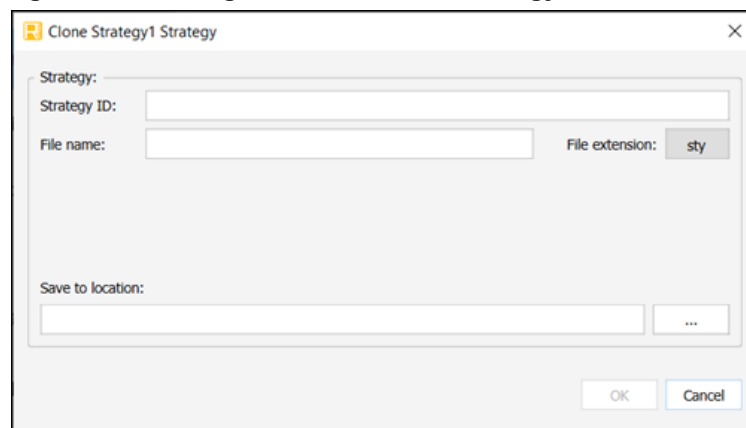 R Clone Strategy1 Strategy
Strategy:
Strategy ID:
File name: File extension: sty
Save to location:
...
OK Cancel